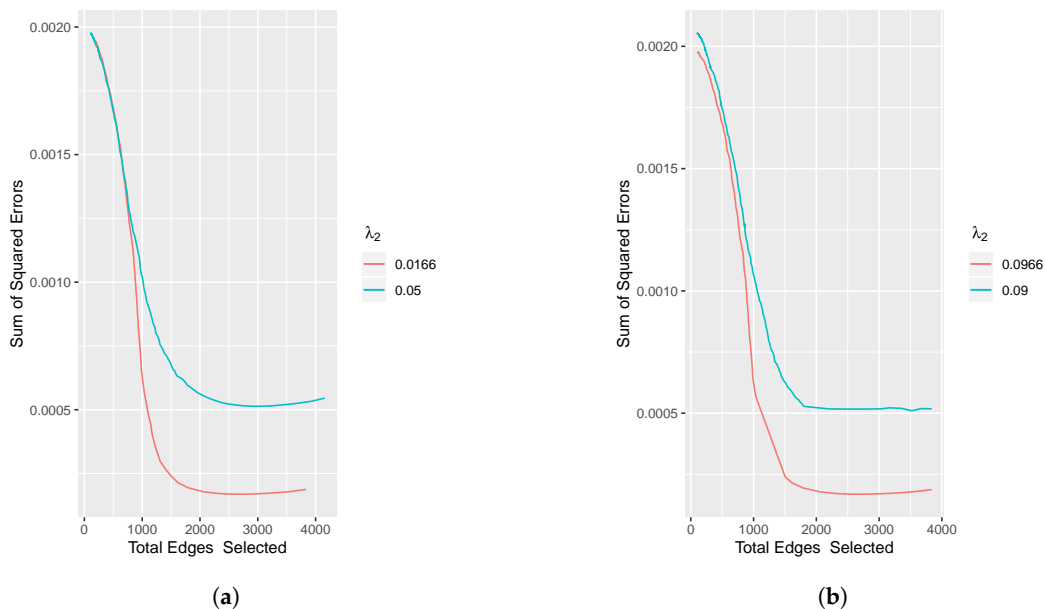 0.0020
0.0015
0.0010
0.0005
0
1000
2000
3000
4000
Total Edges Selected
Sum of Squared Errors
λ2
0.0166
0.05
(a)
0.0020
0.0015
0.0010
0.0005
0
1000
2000
3000
4000
Total Edges Selected
Sum of Squared Errors
λ2
0.0966
0.09
(b)